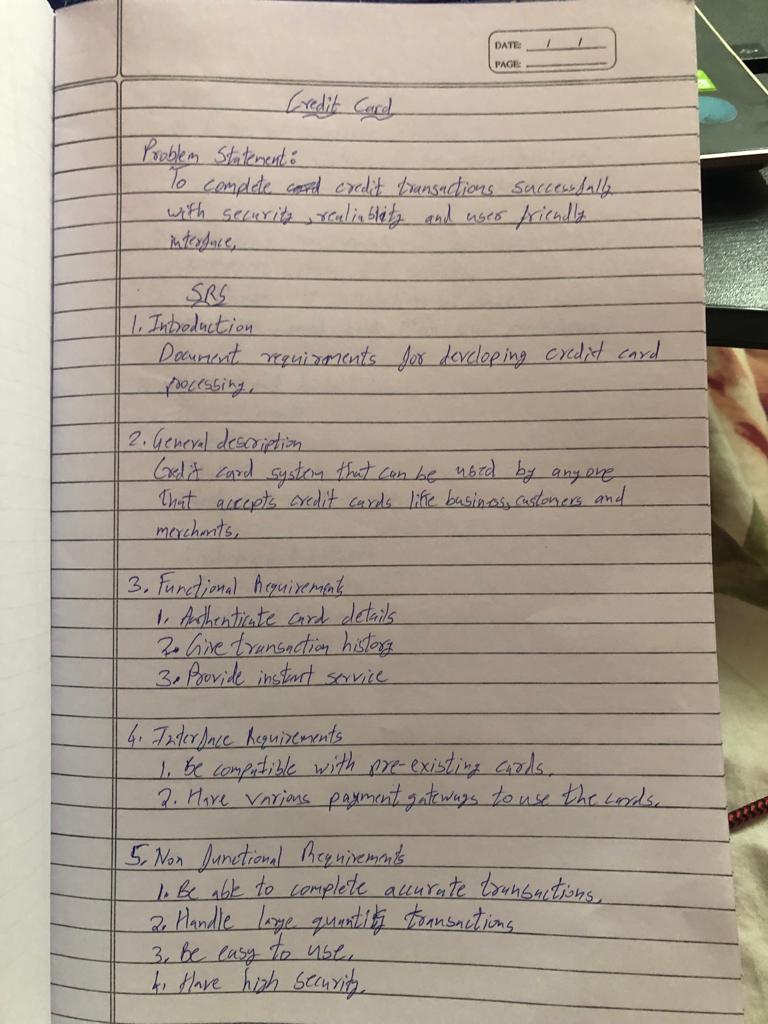 DATE: / /
PAGE:
Credit Card
Problem Statement:
To complete credit transactions successfully
with security, realiablity and user friendly
interface,
SRS
1. Introduction
Document requirments for developing credit card
processing.
2. General description
Credit card system that can be used by anyone
that accepts credit cards like business, customers and
merchants.
3. Functional Requirements
1. Authenticate card details
2. Give transaction history
3. Provide instant service
4. Interface Requirements
1. Be compatible with pre-existing cards.
2. Have various payment gateways to use the cards.
5. Non functional Requirements
1. Be able to complete accurate transactions.
2. Handle large quantity transactions
3. Be easy to use.
4. Have high security.